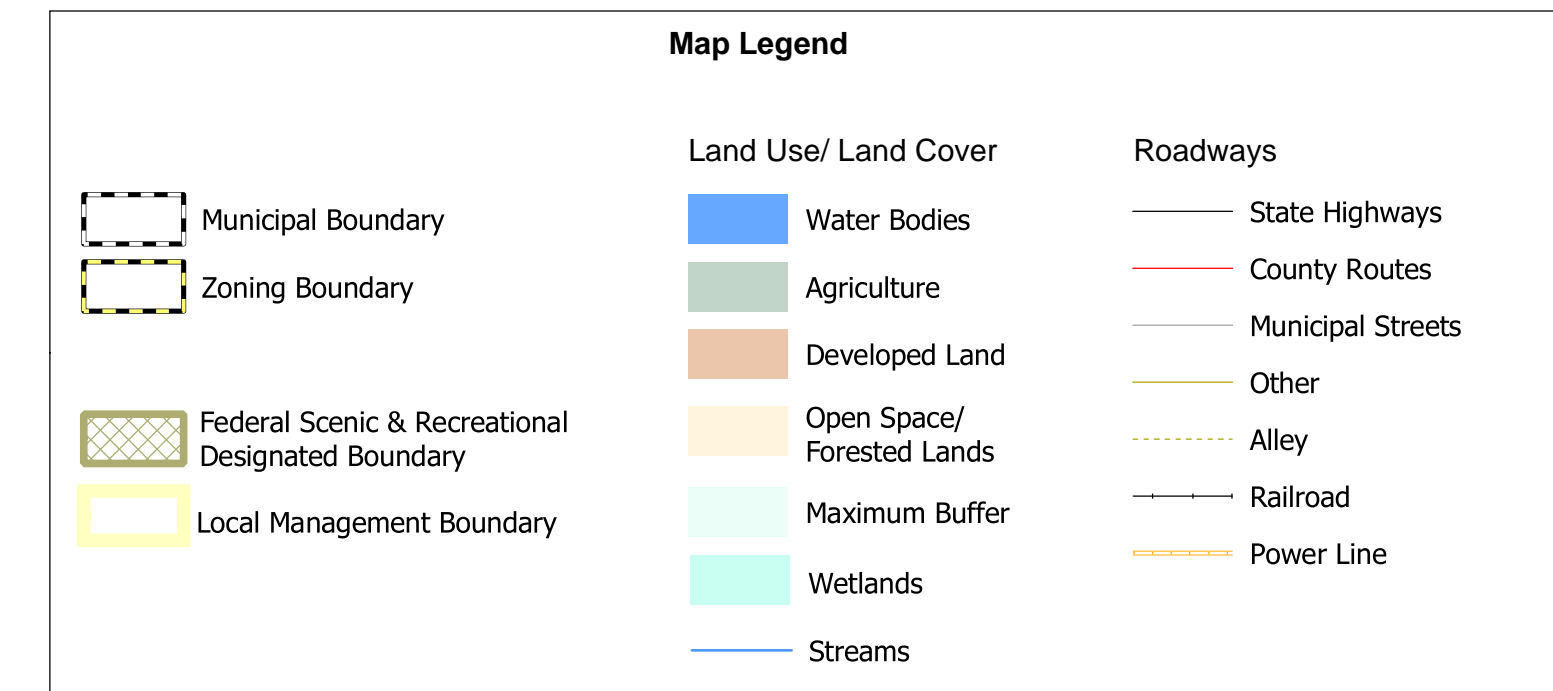 Map Legend
Municipal Boundary
Zoning Boundary
Federal Scenic & Recreational
Designated Boundary
Local Management Boundary
Land Use/ Land Cover
Water Bodies
Agriculture
Developed Land
Open Space/
Forested Lands
Maximum Buffer
Wetlands
Streams
Roadways
State Highways
County Routes
Municipal Streets
Other
Alley
Railroad
Power Line